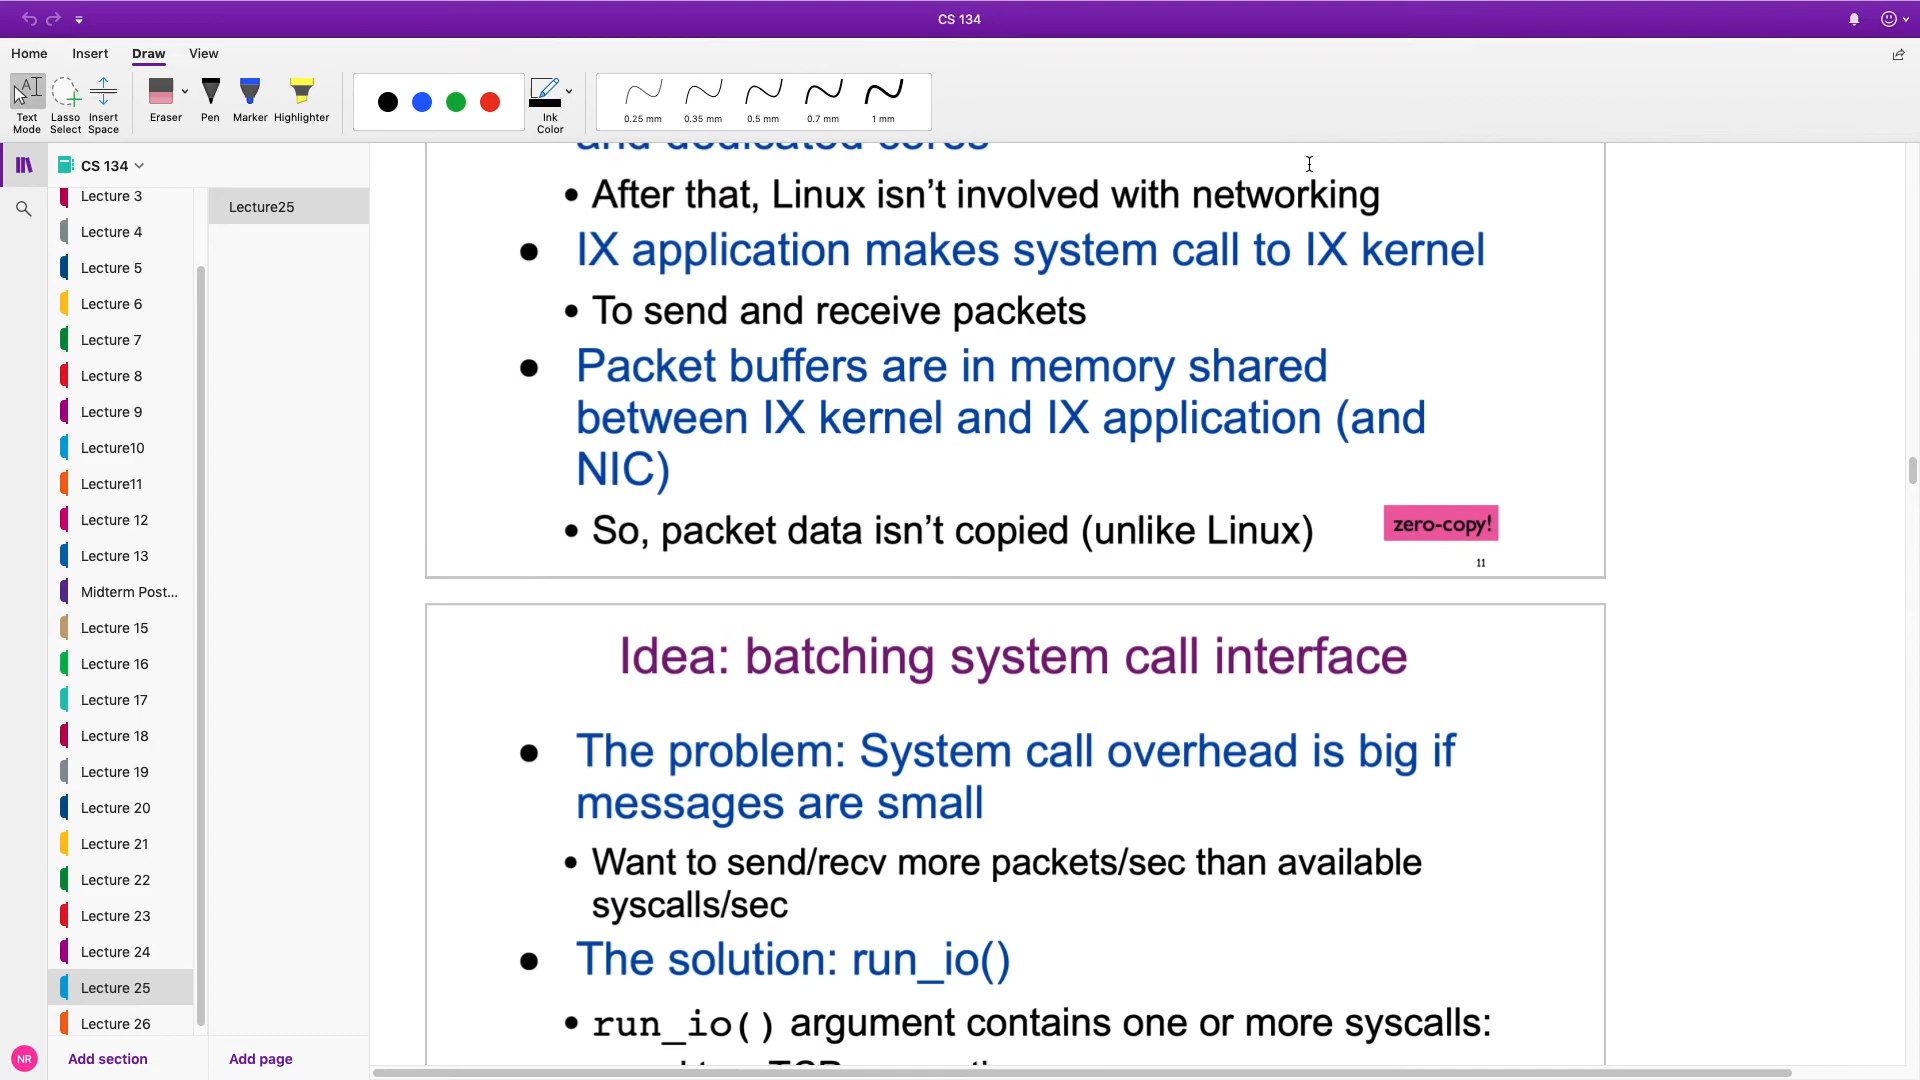 CS 134
Home Insert Draw View
Text Mode
Lasso Select
Insert Space
Eraser
Pen
Marker
Highlighter
Ink Color
0.25 mm
0.35 mm
0.5 mm
0.7 mm
1 mm
CS 134
Lecture 3
Lecture 4
Lecture 5
Lecture 6
Lecture 7
Lecture 8
Lecture 9
Lecture10
Lecture11
Lecture 12
Lecture 13
Midterm Post...
Lecture 15
Lecture 16
Lecture 17
Lecture 18
Lecture 19
Lecture 20
Lecture 21
Lecture 22
Lecture 23
Lecture 24
Lecture 25
Lecture 26
NR
Add section
Lecture25
Add page
and dedicated cores
• After that, Linux isn't involved with networking
● IX application makes system call to IX kernel
• To send and receive packets
● Packet buffers are in memory shared
between IX kernel and IX application (and
NIC)
• So, packet data isn't copied (unlike Linux)
zero-copy!
11
Idea: batching system call interface
● The problem: System call overhead is big if
messages are small
• Want to send/recv more packets/sec than available
syscalls/sec
● The solution: run_io()
• run_io() argument contains one or more syscalls: